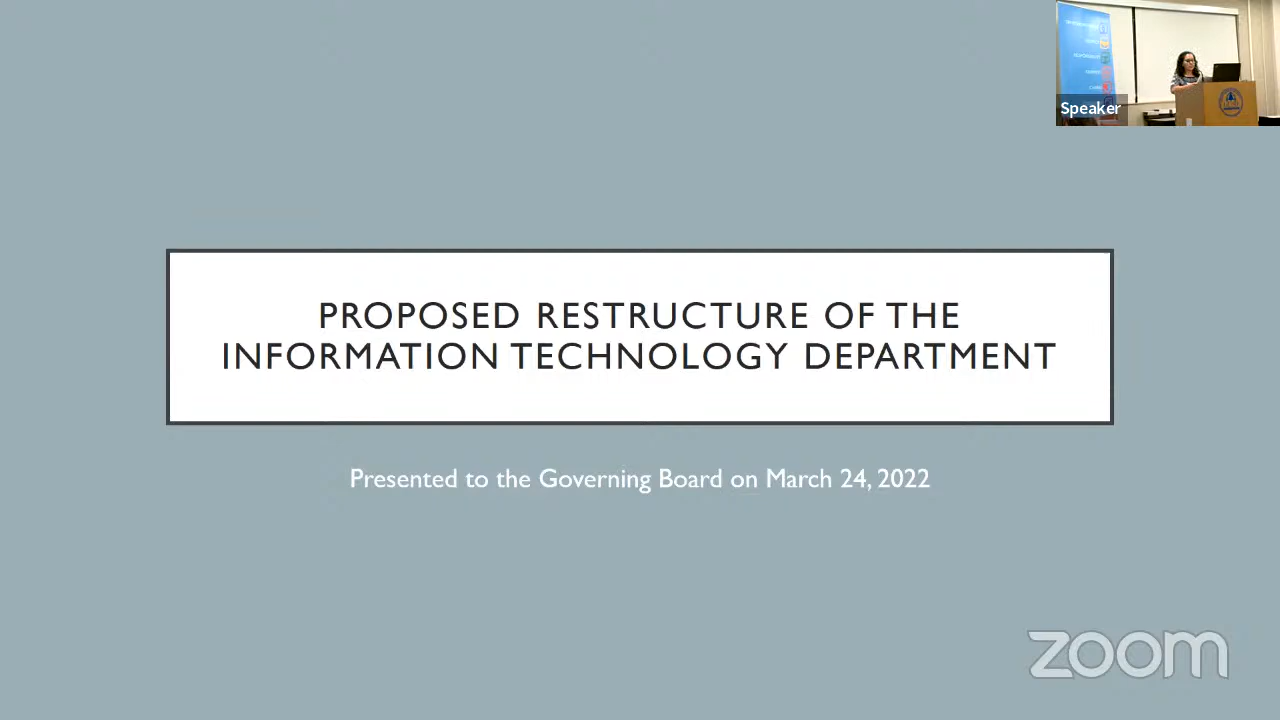 Speaker
PROPOSED RESTRUCTURE OF THE
INFORMATION TECHNOLOGY DEPARTMENT
Presented to the Governing Board on March 24, 2022
zoom